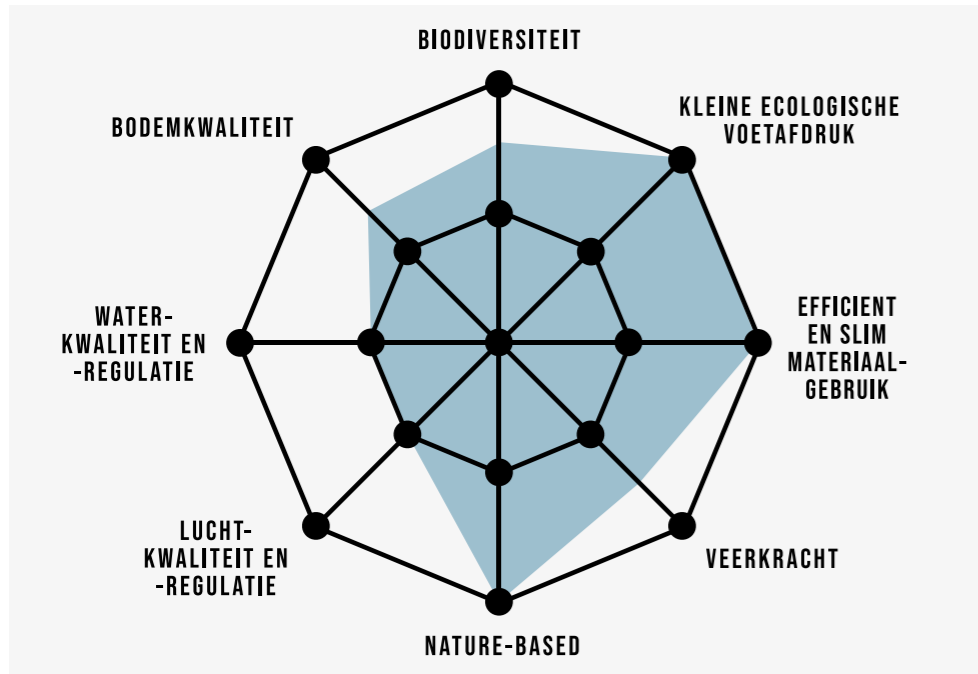 BIODIVERSITEIT
KLEINE ECOLOGISCHE
VOETAFDRUK
EFFICIENT
EN SLIM
MATERIAAL-
GEBRUIK
VEERKRACHT
NATURE-BASED
LUCHT-
KWALITEIT EN
-REGULATIE
WATER-
KWALITEIT EN
-REGULATIE
BODEMKWALITEIT